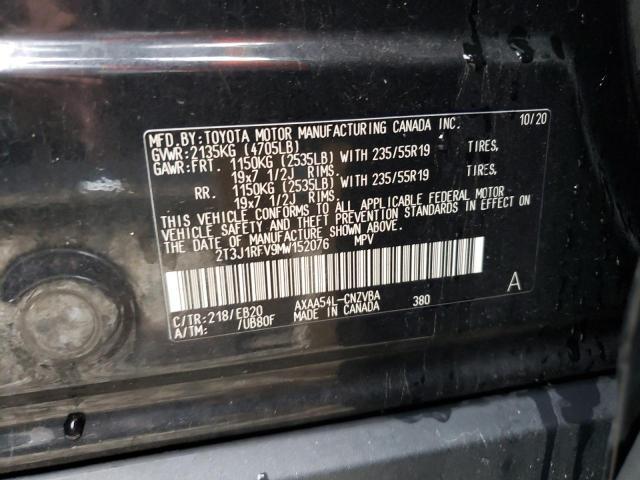 MFD.BY:TOYOTA MOTOR MANUFACTURING CANADA INC. 10/20
GVWR:2135KG (4705LB)
GAWR:FRT. 1150KG (2535LB) WITH 235/55R19 TIRES,
19x7 1/2J RIMS.
RR. 1150KG (2535LB) WITH 235/55R19 TIRES,
19x7 1/2J RIMS.
THIS VEHICLE CONFORMS TO ALL APPLICABLE FEDERAL MOTOR
VEHICLE SAFETY AND THEFT PREVENTION STANDARDS IN EFFECT ON
THE DATE OF MANUFACTURE SHOWN ABOVE.
2T3J1RFV9MW152076 MPV
C/TR:218/EB20 AXAA54L-CNZVBA 380 A
A/TM: /UB80F MADE IN CANADA